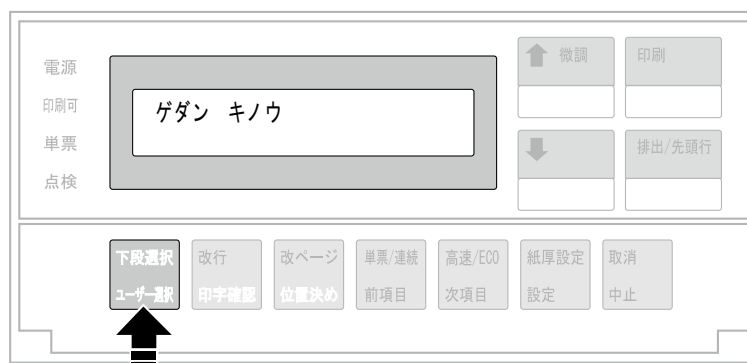 電源
印刷可
単票
点検
ゲダン キノウ
微調
印刷
排出/先頭行
下段選択
ユーザー選択
改行
印字確認
改ページ
位置決め
単票/連続
前項目
高速/ECO
次項目
紙厚設定
設定
取消
中止